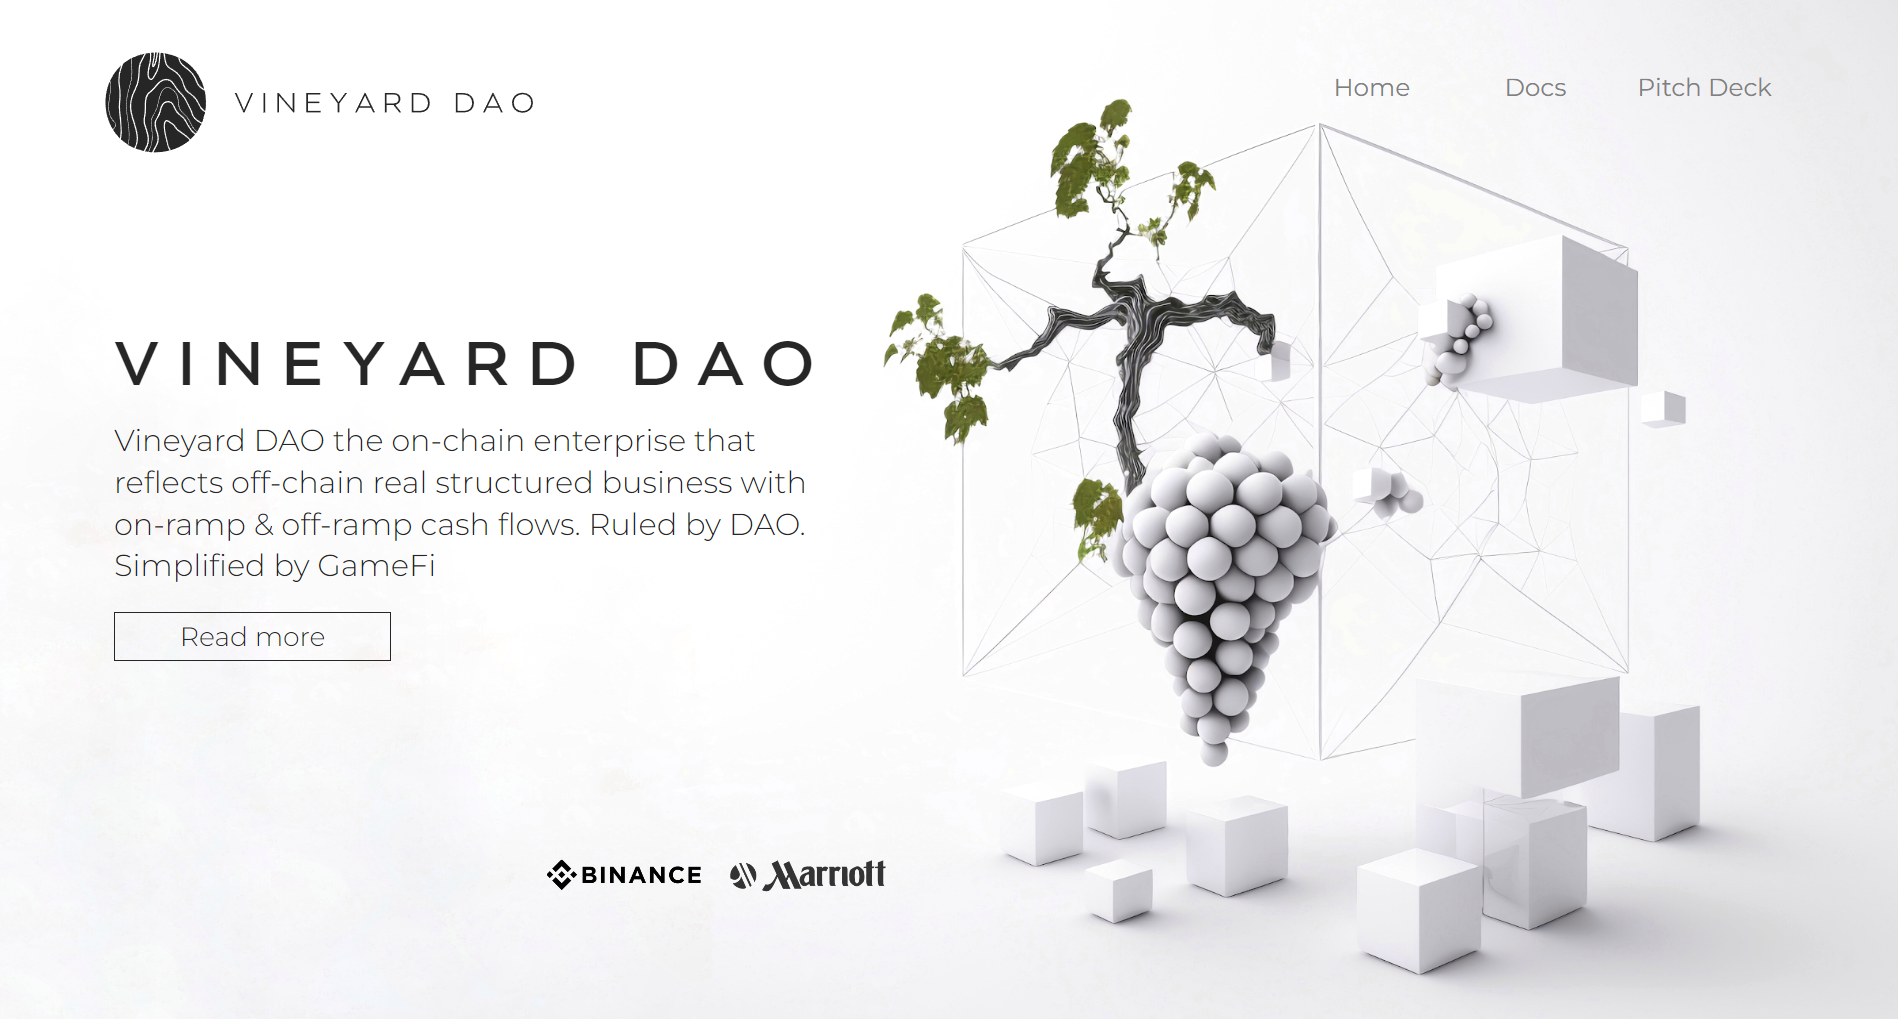 VINEYARD DAO
Home
Docs
Pitch Deck
VINEYARD DAO
Vineyard DAO the on-chain enterprise that
reflects off-chain real structured business with
on-ramp & off-ramp cash flows. Ruled by DAO.
Simplified by GameFi
Read more
BINANCE
Marriott